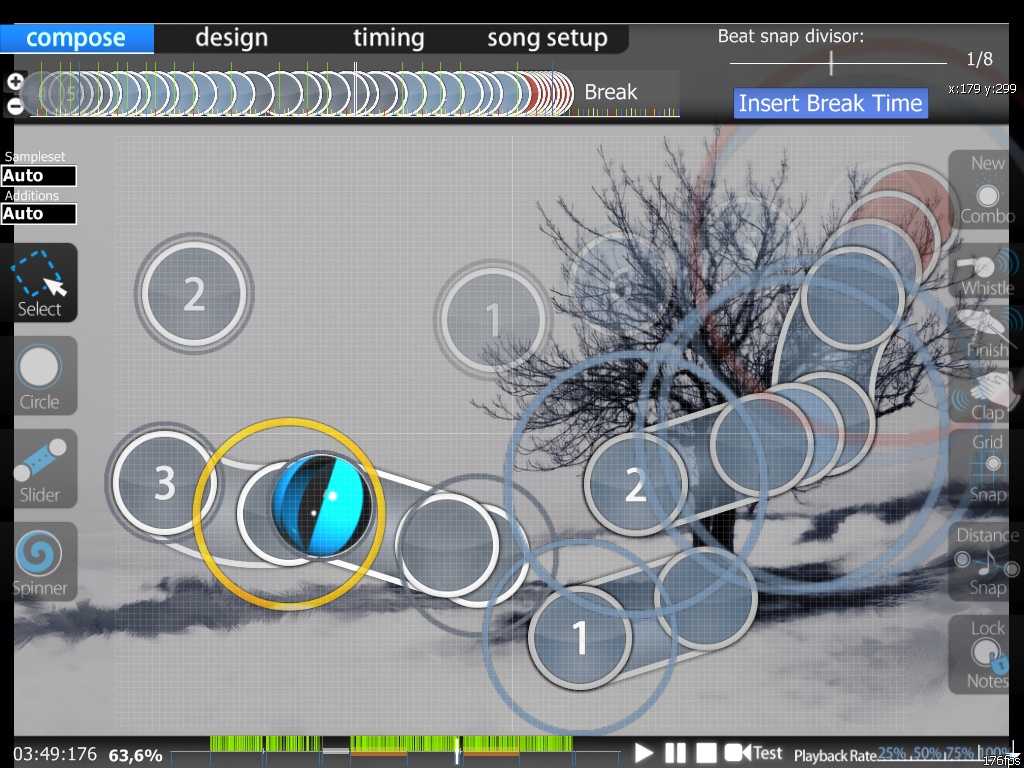 compose design timing song setup
Beat snap divisor:
1/8
5
Break
Insert Break Time
x:179 y:299
Sampleset
Auto
Additions
Auto
New
Combo
2
1
Select
Whistle
Finish
Circle
Clap
3
2
Grid
Snap
Slider
Distance
Snap
Spinner
1
Lock
Notes
03:49:176 63,6%
Test
Playback Rate
25% 50% 75% 100%
176fps